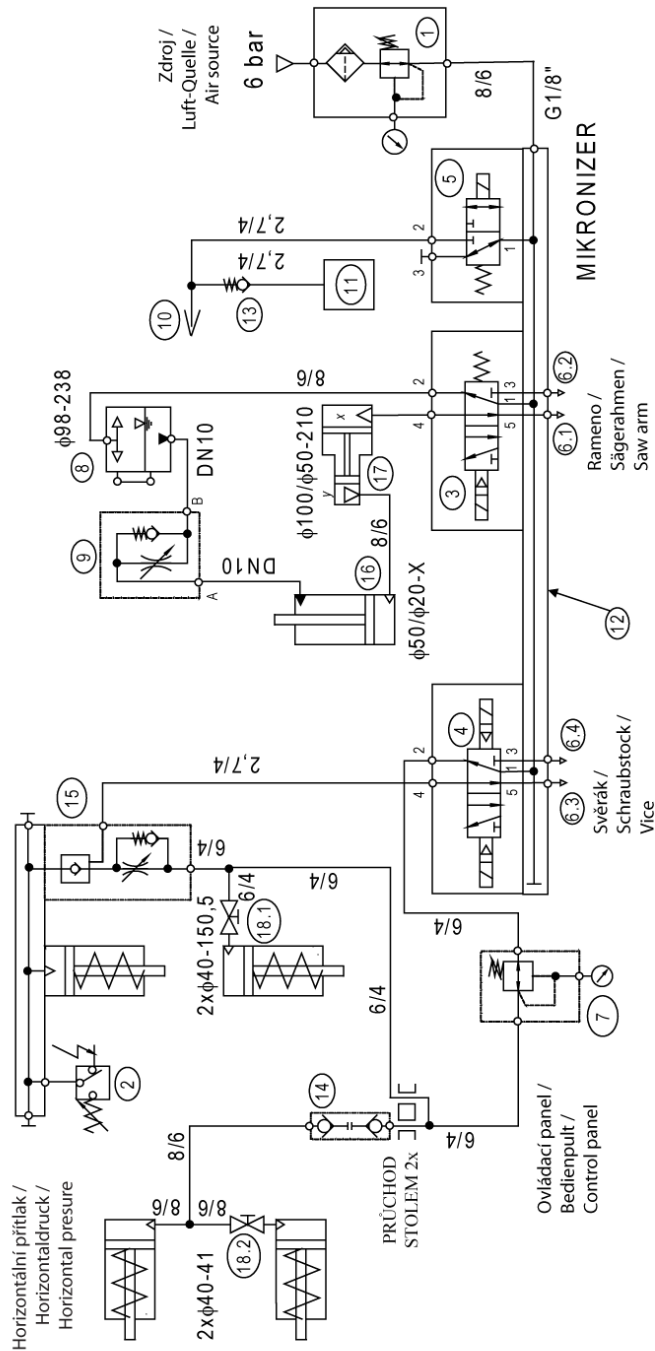 Horizontální přítlak /
Horizontaldruck /
Horizontal presure
2
15
10
8
φ98-238
Zdroj /
Luft-Quelle /
Air source
6 bar
8/6
8/6
8/6
18.2
2xφ40-41
2xφ40-150,5
18.1
6/4
6/4
9
DN10
B
A
DN10
13
2,7/4
2,7/4
11
14
PRŮCHOD
STOLEM 2x
6/4
6/4
2,7/4
16
φ50/φ20-X
φ100/φ50-210
y
x
17
8/6
8/6
1
8/6
G1/8"
6/4
6/4
7
4
2
4
5
1
3
4
2
3
5
1
3
3
2
5
1
12
MIKRONIZER
Ovládací panel /
Bedienpult /
Control panel
6.3
6.4
6.1
6.2
Svěrák /
Schraubstock /
Vice
Rameno /
Sägerahmen /
Saw arm